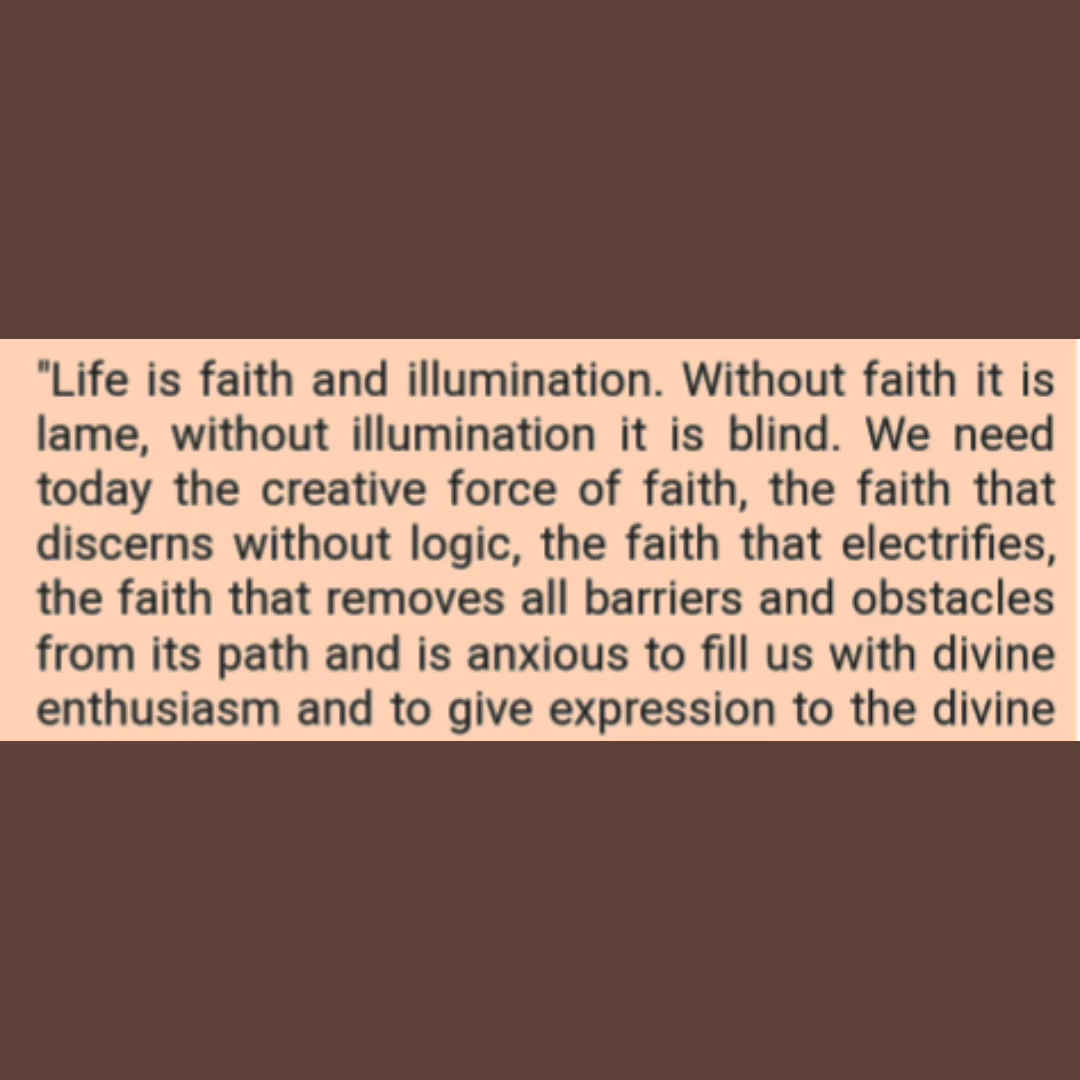 "Life is faith and illumination. Without faith it is
lame, without illumination it is blind. We need
today the creative force of faith, the faith that
discerns without logic, the faith that electrifies,
the faith that removes all barriers and obstacles
from its path and is anxious to fill us with divine
enthusiasm and to give expression to the divine